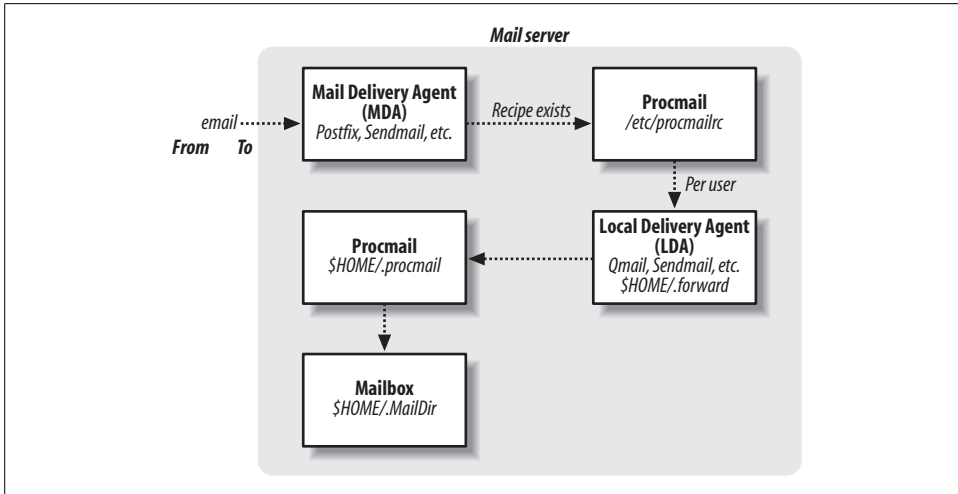 Mail server
Mail Delivery Agent
(MDA)
Postfix, Sendmail, etc.
Recipe exists
Procmail
/etc/procmailrc
email
From To
Per user
Local Delivery Agent
(LDA)
Qmail, Sendmail, etc.
$HOME/.forward
Procmail
$HOME/.procmail
Mailbox
$HOME/.MailDir